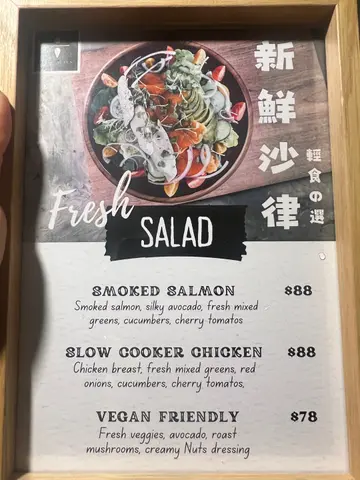 新鮮沙律
輕食の選
Fresh
SALAD
SMOKED SALMON $88
Smoked salmon, silky avocado, fresh mixed
greens, cucumbers, cherry tomatos
SLOW COOKER CHICKEN $88
Chicken breast, fresh mixed greens, red
onions, cucumbers, cherry tomatos,
VEGAN FRIENDLY $78
Fresh veggies, avocado, roast
mushrooms, creamy Nuts dressing